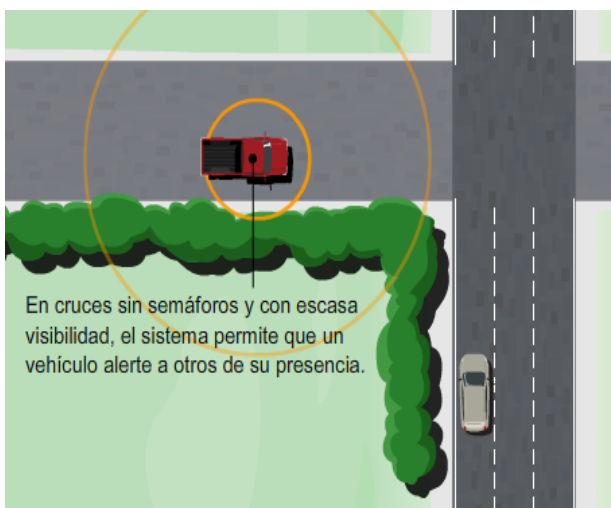 En cruces sin semáforos y con escasa
visibilidad, el sistema permite que un
vehículo alerte a otros de su presencia.